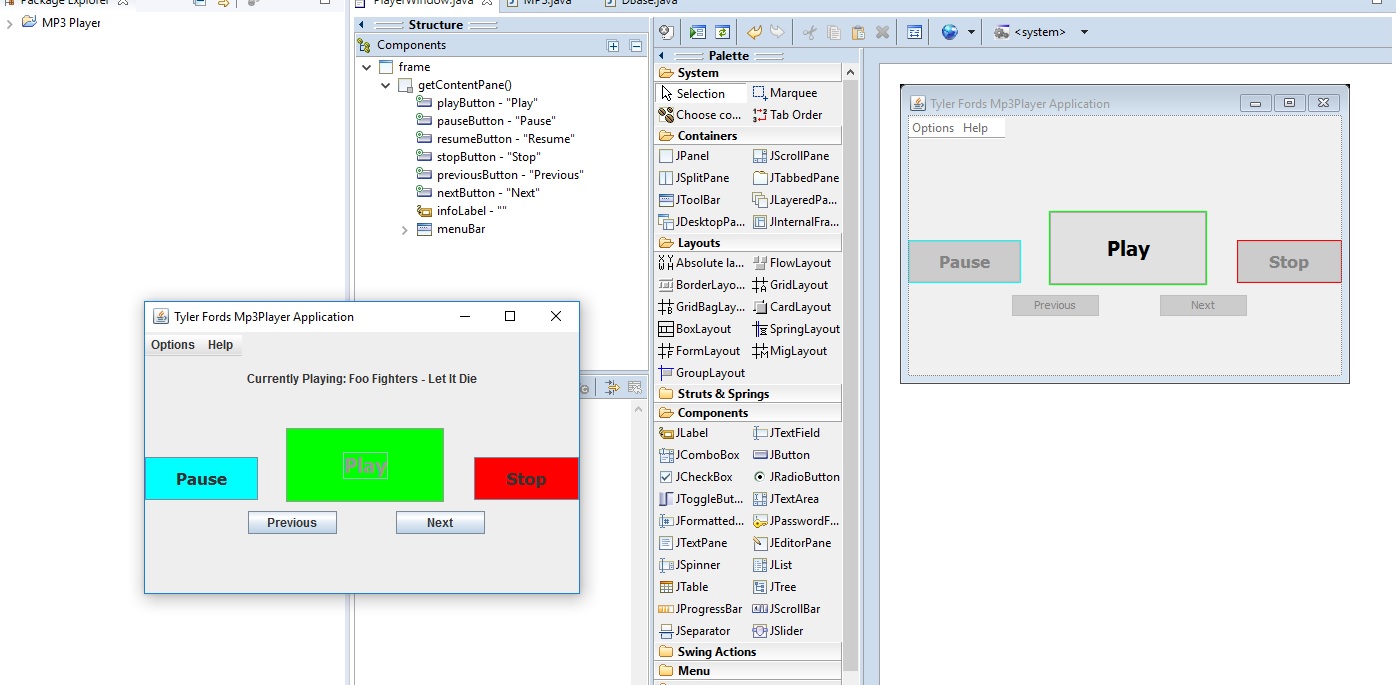 Package Explorer
MP3 Player
PlayerWindow.java
MP3.java
Dbase.java
Structure
Components
frame
getContentPane()
playButton - "Play"
pauseButton - "Pause"
resumeButton - "Resume"
stopButton - "Stop"
previousButton - "Previous"
nextButton - "Next"
infoLabel - ""
menuBar
Tyler Fords Mp3Player Application
Options Help
Currently Playing: Foo Fighters - Let It Die
Play
Pause
Stop
Previous
Next
<system>
Palette
System
Selection
Marquee
Choose co...
Tab Order
Containers
JPanel
JScrollPane
JSplitPane
JTabbedPane
JToolBar
JLayeredPa...
JDesktopPa...
JInternalFra...
Layouts
Absolute la...
FlowLayout
BorderLayo...
GridLayout
GridBagLay...
CardLayout
BoxLayout
SpringLayout
FormLayout
MigLayout
GroupLayout
Struts & Springs
Components
JLabel
JTextField
JComboBox
JButton
JCheckBox
JRadioButton
JToggleBut...
JTextArea
JFormatted...
JPasswordF...
JTextPane
JEditorPane
JSpinner
JList
JTable
JTree
JProgressBar
JScrollBar
JSeparator
JSlider
Swing Actions
Menu
Tyler Fords Mp3Player Application
Options Help
Play
Pause
Stop
Previous
Next